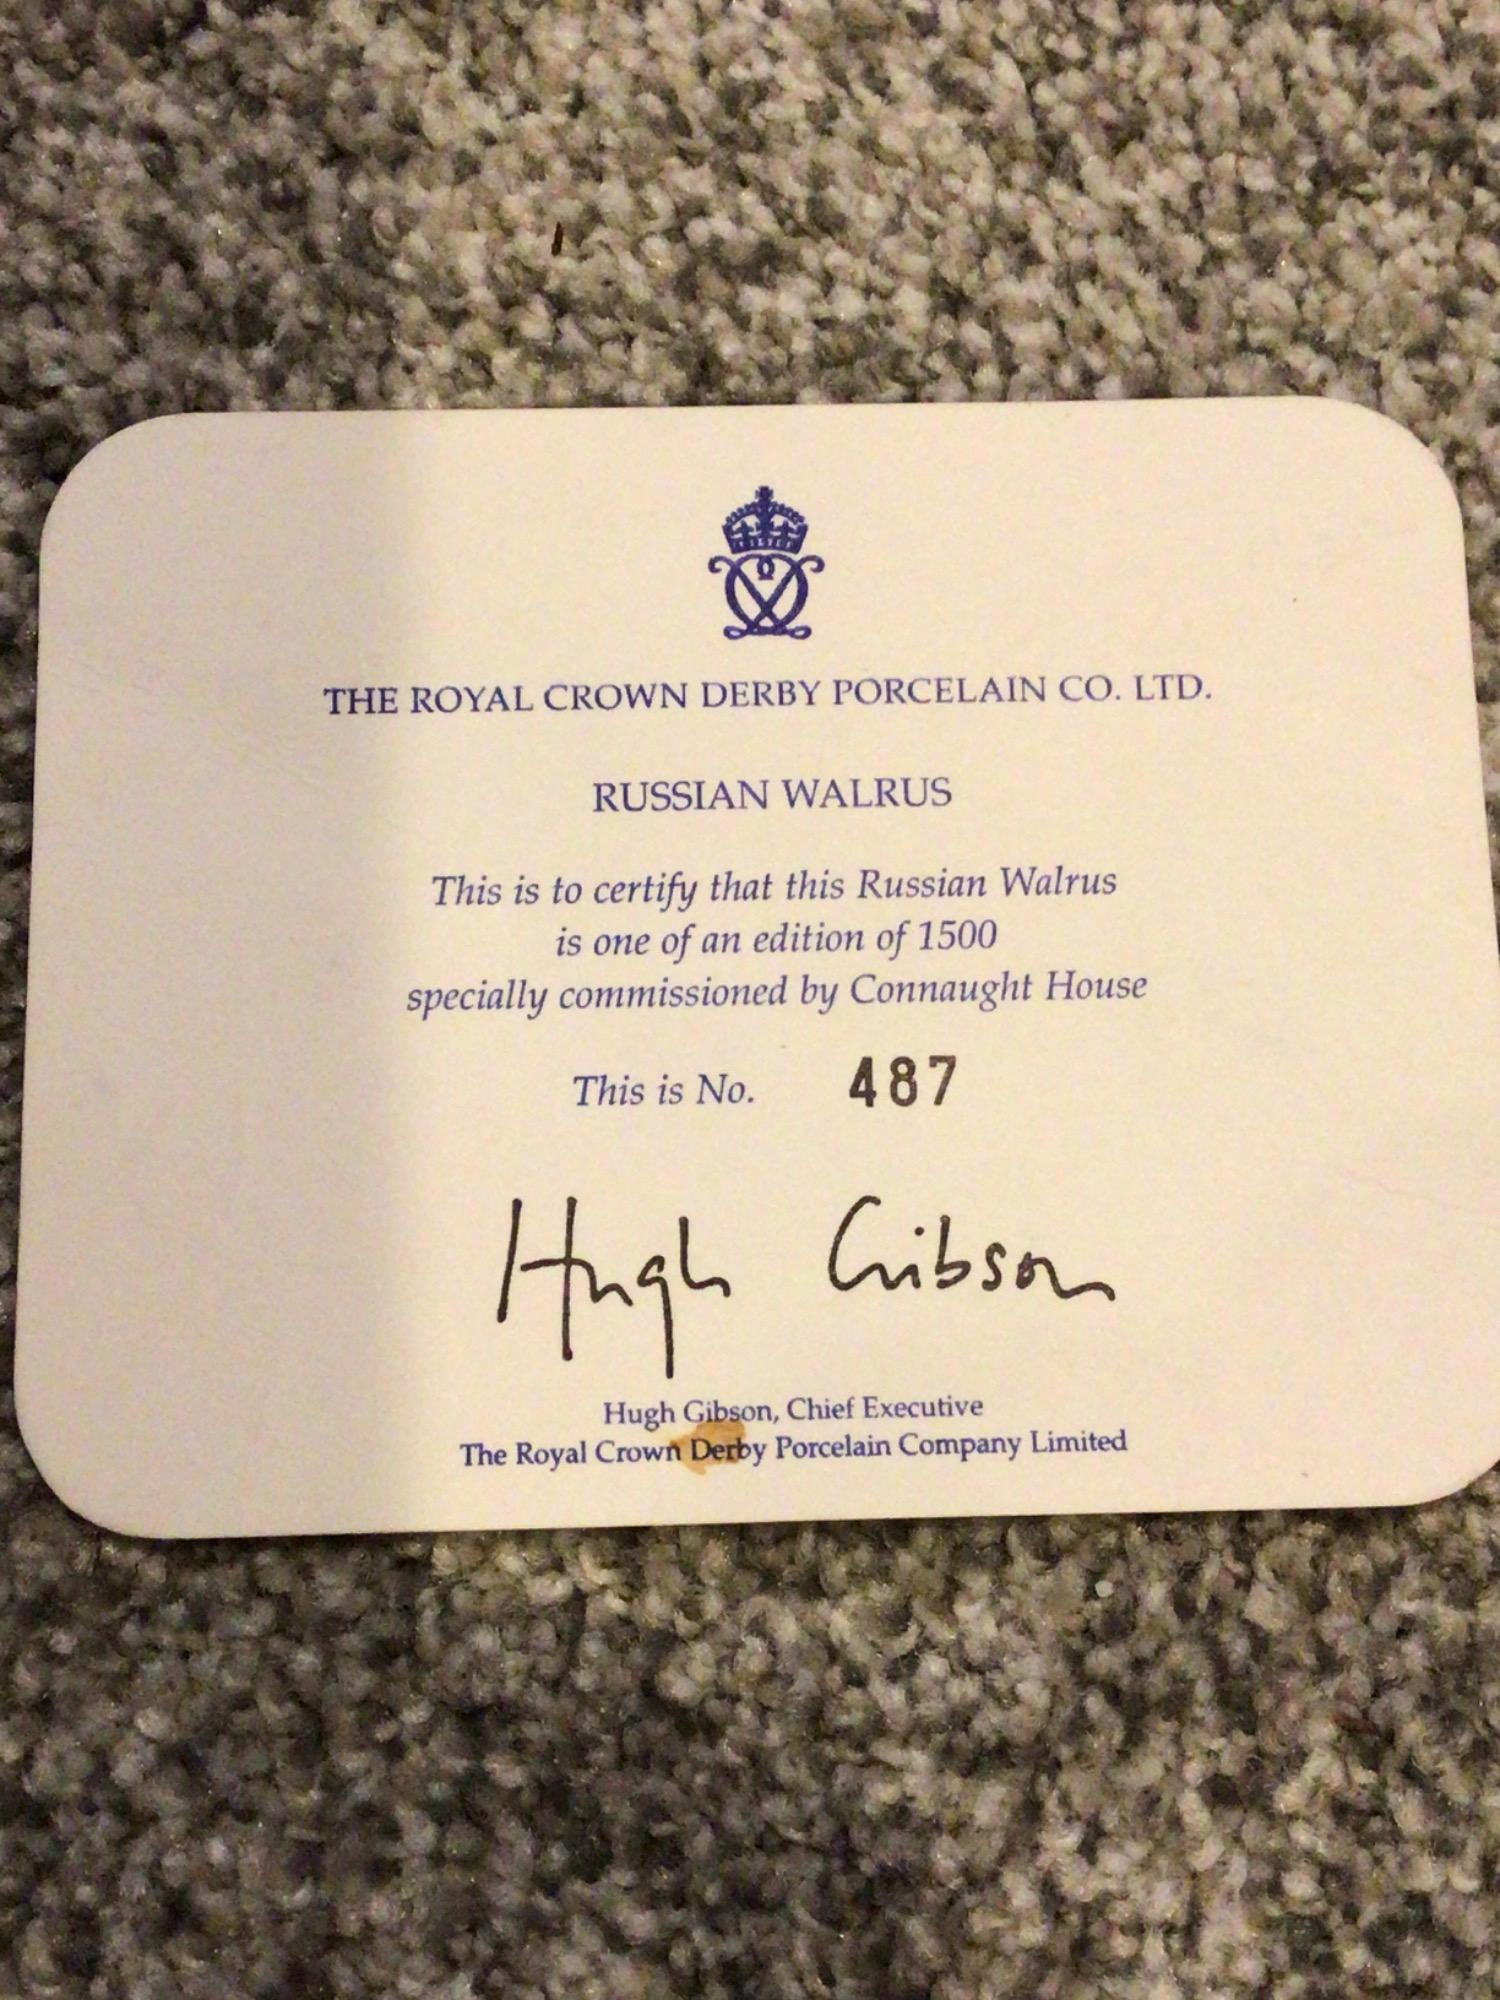 THE ROYAL CROWN DERBY PORCELAIN CO. LTD.
RUSSIAN WALRUS
This is to certify that this Russian Walrus
is one of an edition of 1500
specially commissioned by Connaught House
This is No. 487
Hugh Gibson
Hugh Gibson, Chief Executive
The Royal Crown Derby Porcelain Company Limited